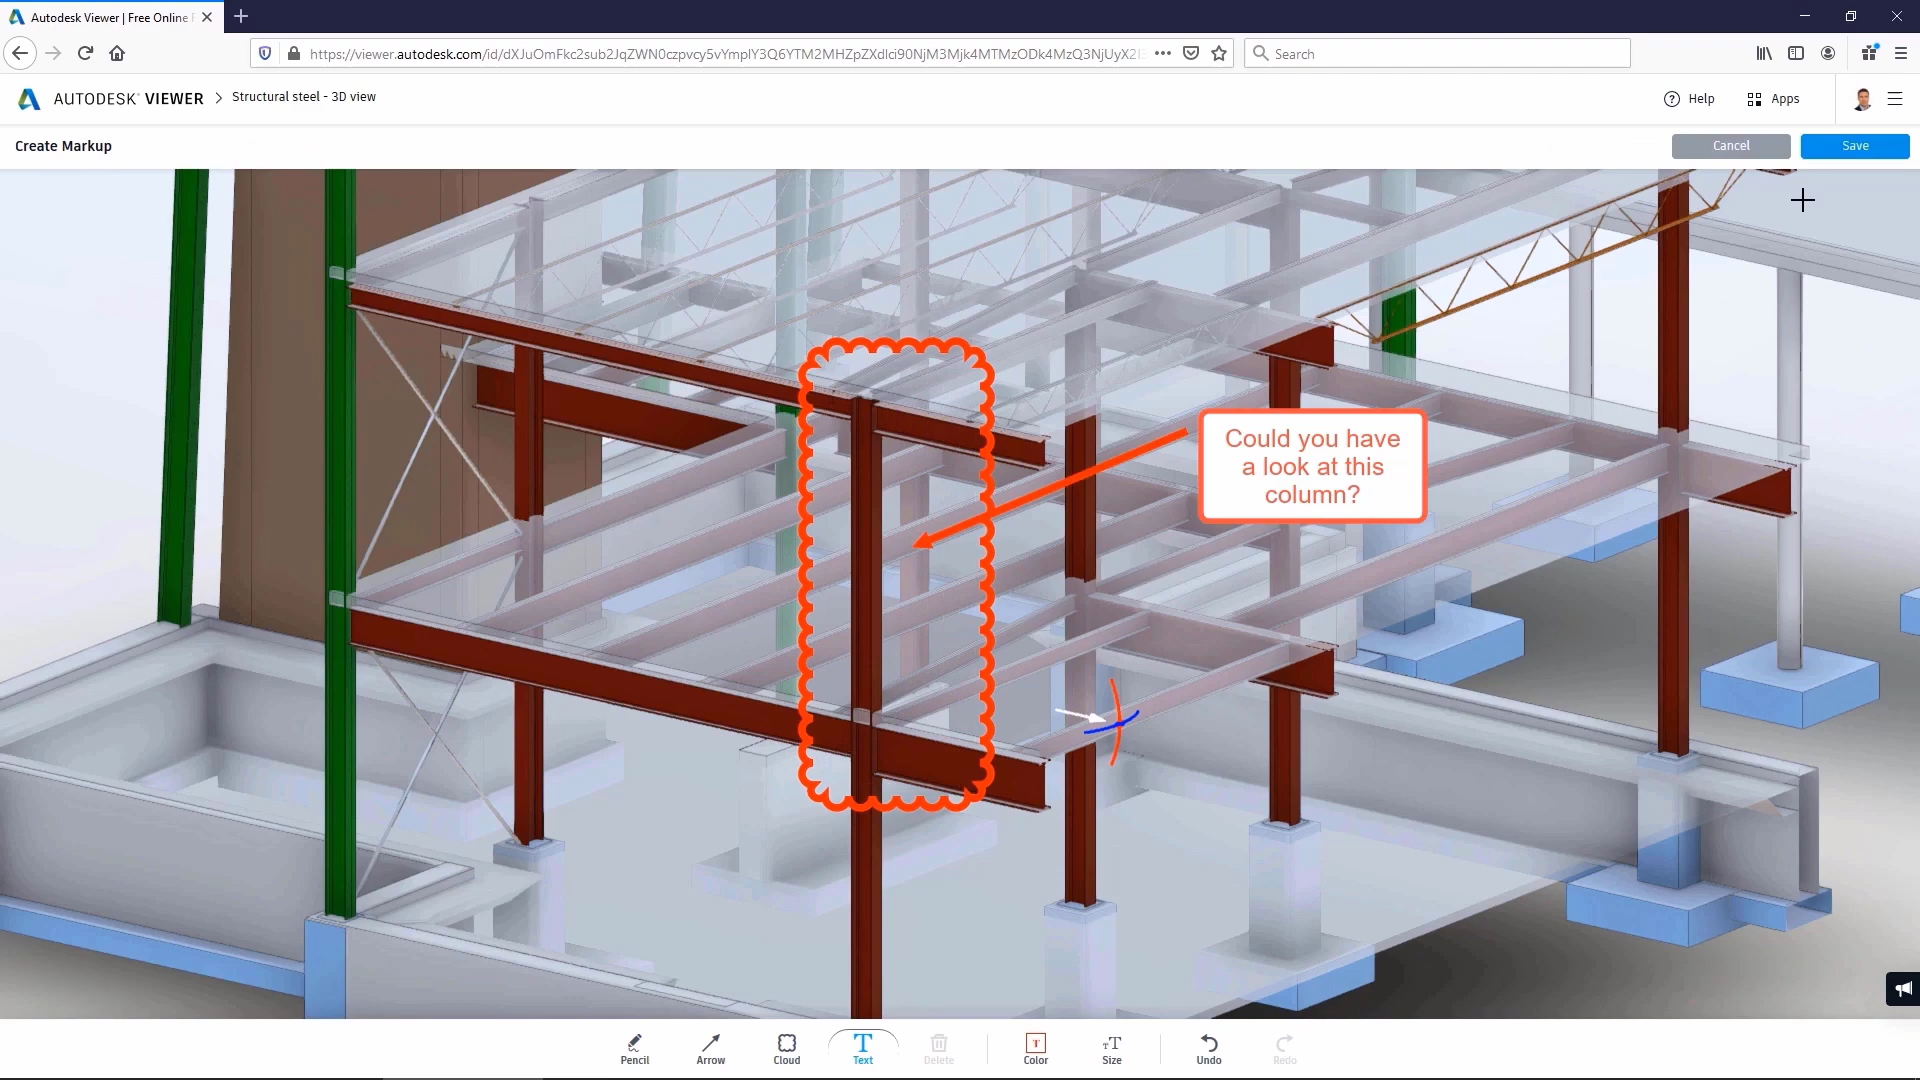 Autodesk Viewer | Free Online F
https://viewer.autodesk.com/id/dXJuOmFkc2sub2JqZWN0czpvcy5vYmplY3Q6YTM2MHZpZXdlci90NjM3Mjk4MTMzODk4MzQ3NjUyX2I3
Search
AUTODESK VIEWER > Structural steel - 3D view
Help
Apps
Create Markup
Cancel
Save
Could you have
a look at this
column?
Pencil
Arrow
Cloud
Text
Delete
Color
Size
Undo
Redo